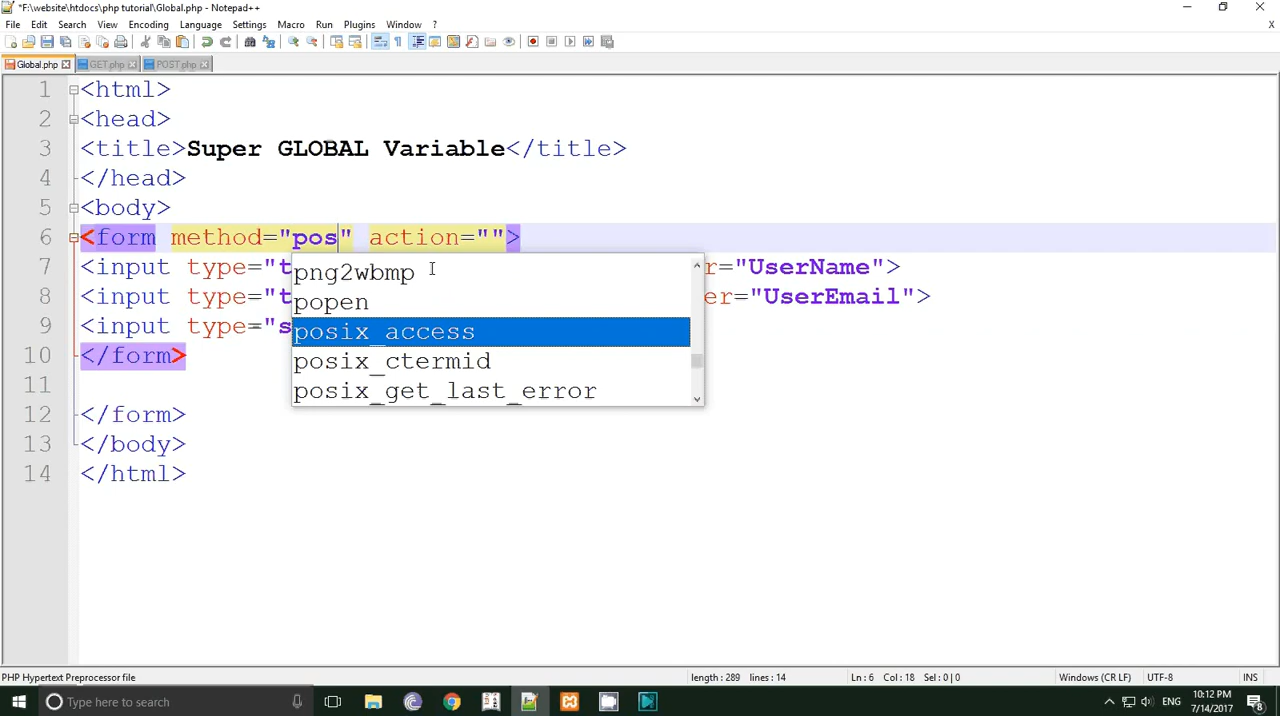 *F:\website\htdocs\php tutorial\Global.php - Notepad++
File Edit Search View Encoding Language Settings Macro Run Plugins Window ?
X
Global.php GET.php POST.php
1 <html>
2 <head>
3 <title>Super GLOBAL Variable</title>
4 </head>
5 <body>
6 <form method="pos" action="">
7 <input type="t r="UserName">
8 <input type="t er="UserEmail">
9 <input type="s
10 </form>
11
12 </form>
13 </body>
14 </html>
png2wbmp
popen
posix_access
posix_ctermid
posix_get_last_error
PHP Hypertext Preprocessor file length : 289 lines : 14 Ln : 6 Col : 18 Sel : 0 | 0 Windows (CR LF) UTF-8 INS
Type here to search ENG 10:12 PM
7/14/2017 8